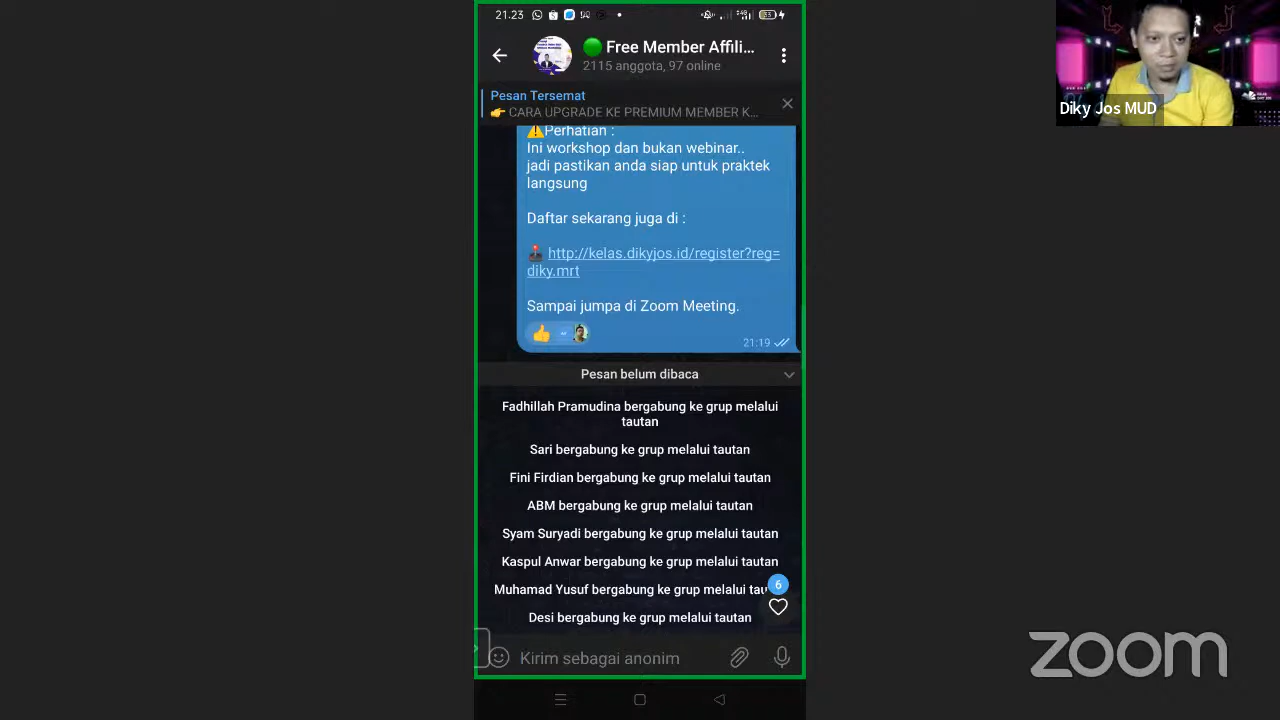 21.23
Free Member Affili...
2115 anggota, 97 online
Pesan Tersemat
CARA UPGRADE KE PREMIUM MEMBER K...
Perhatian :
Ini workshop dan bukan webinar..
jadi pastikan anda siap untuk praktek
langsung
Daftar sekarang juga di :
http://kelas.dikyjos.id/register?reg=
diky.mrt
Sampai jumpa di Zoom Meeting.
21:19
Pesan belum dibaca
Fadhillah Pramudina bergabung ke grup melalui
tautan
Sari bergabung ke grup melalui tautan
Fini Firdian bergabung ke grup melalui tautan
ABM bergabung ke grup melalui tautan
Syam Suryadi bergabung ke grup melalui tautan
Kaspul Anwar bergabung ke grup melalui tautan
Muhamad Yusuf bergabung ke grup melalui tau
6
Desi bergabung ke grup melalui tautan
Kirim sebagai anonim
Diky Jos MUD
zoom